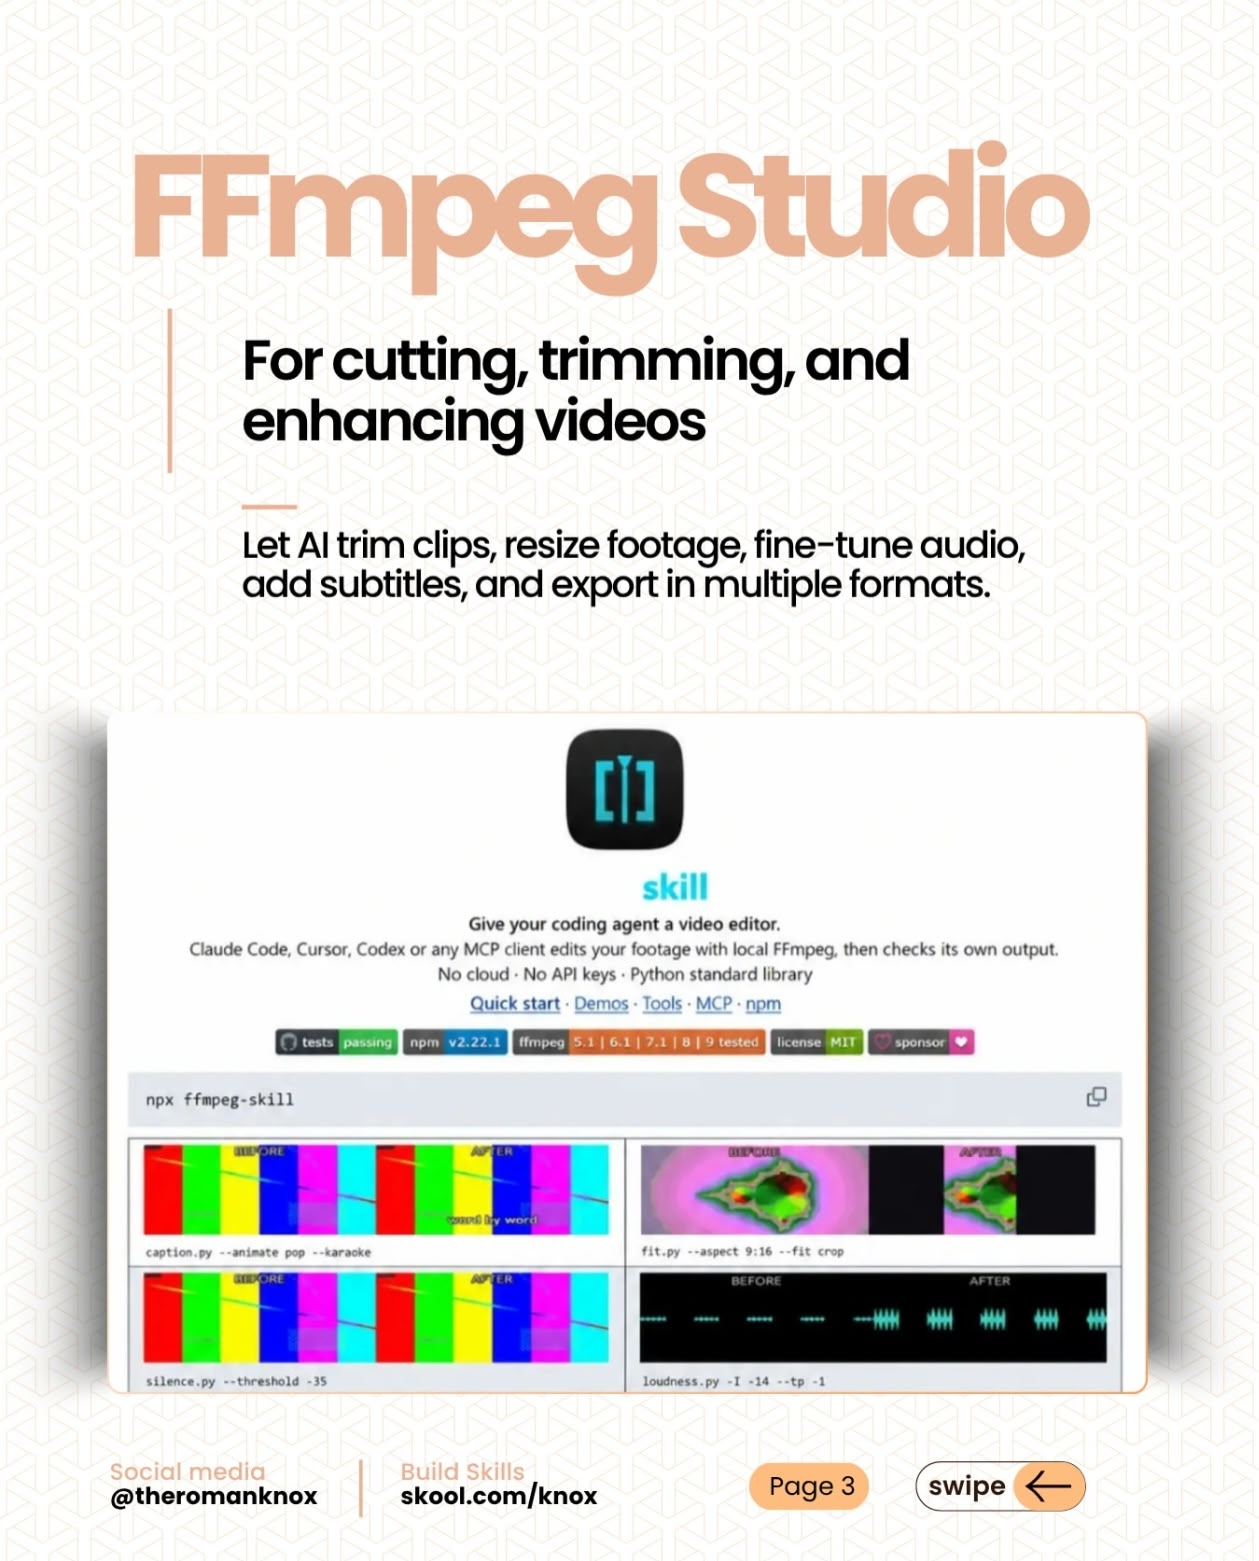 FFmpeg Studio
For cutting, trimming, and
enhancing videos
Let AI trim clips, resize footage, fine-tune audio,
add subtitles, and export in multiple formats.
skill
Give your coding agent a video editor.
Claude Code, Cursor, Codex or any MCP client edits your footage with local FFmpeg, then checks its own output.
No cloud · No API keys · Python standard library
Quick start · Demos · Tools · MCP · npm
tests passing npm v2.22.1 ffmpeg 5.1 | 6.1 | 7.1 | 8 | 9 tested license MIT sponsor
npx ffmpeg-skill
BEFORE AFTER
word by word
caption.py --animate pop --karaoke
BEFORE AFTER
fit.py --aspect 9:16 --fit crop
BEFORE AFTER
silence.py --threshold -35
BEFORE AFTER
loudness.py -I -14 --tp -1
Social media
@theromanknox
Build Skills
skool.com/knox
Page 3
swipe